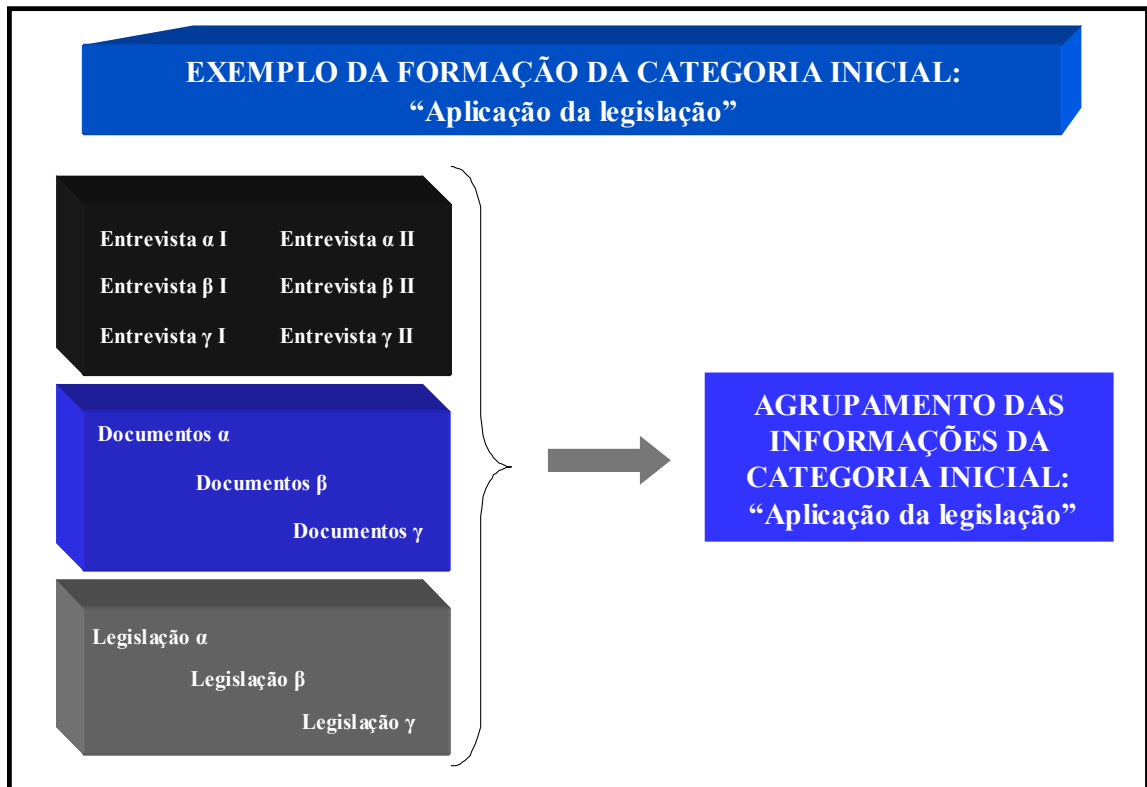 EXEMPLO DA FORMAÇÃO DA CATEGORIA INICIAL:
“Aplicação da legislação”
Entrevista α I Entrevista α II
Entrevista β I Entrevista β II
Entrevista γ I Entrevista γ II
Documentos α
Documentos β
Documentos γ
Legislação α
Legislação β
Legislação γ
AGRUPAMENTO DAS
INFORMAÇÕES DA
CATEGORIA INICIAL:
“Aplicação da legislação”